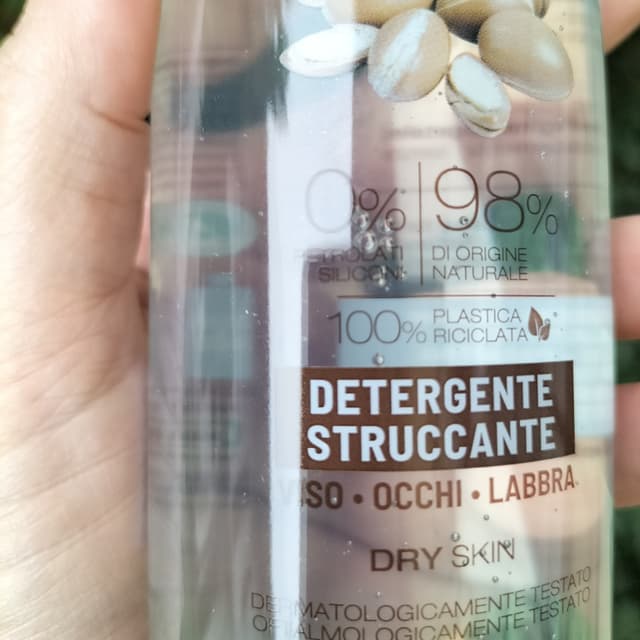 0% 98%
PETROLATI DI ORIGINE
SILICONI NATURALE
100% PLASTICA
RICICLATA
DETERGENTE
STRUCCANTE
VISO • OCCHI • LABBRA
DRY SKIN
DERMATOLOGICAMENTE TESTATO
OFTALMOLOGICAMENTE TESTATO